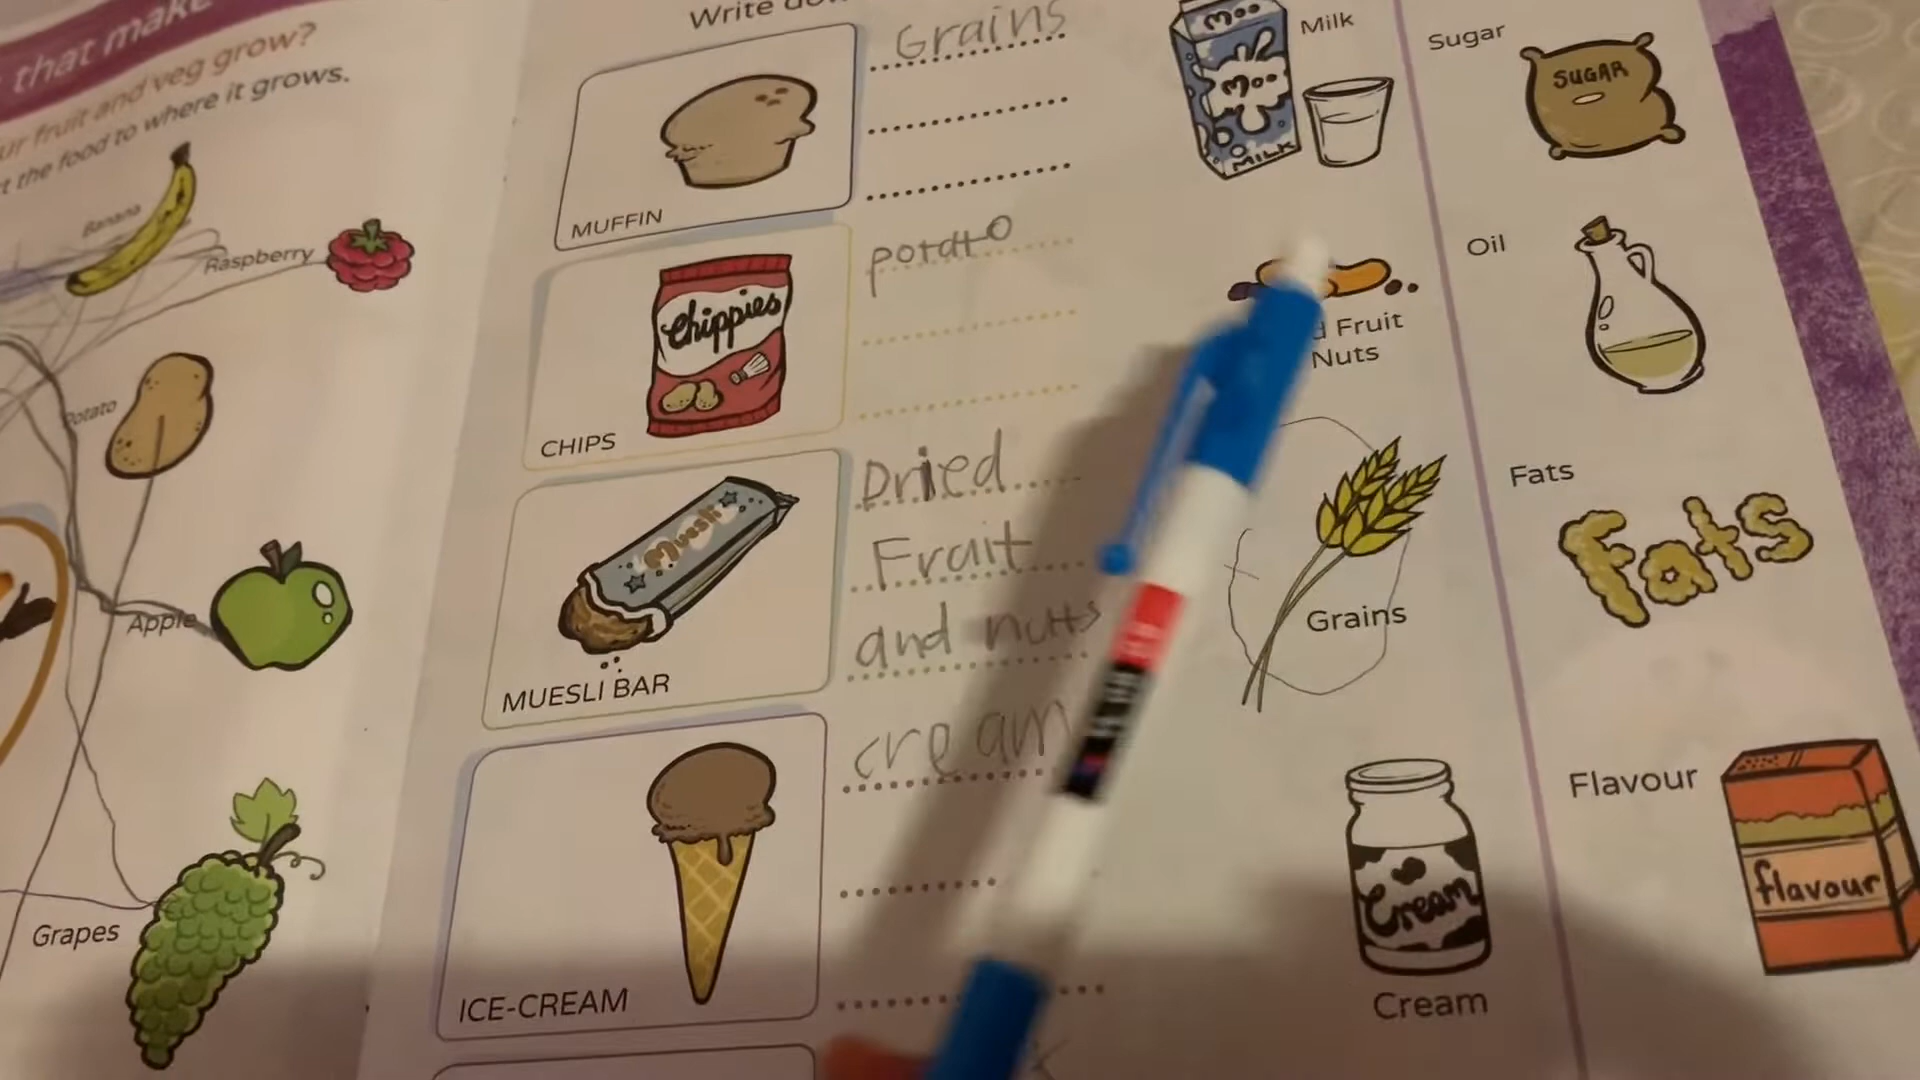 that make
ur fruit and veg grow?
t the food to where it grows.
Banana
Raspberry
Potato
Apple
Grapes
Write
MUFFIN
Grains
Chippies
CHIPS
potato
Muesli
MUESLI BAR
Dried
Fruit
and nutts
ICE-CREAM
cream
Moo
Moo
MILK
Milk
Fruit
Nuts
Grains
Cream
Cream
Sugar
SUGAR
Oil
Fats
Fats
Flavour
flavour